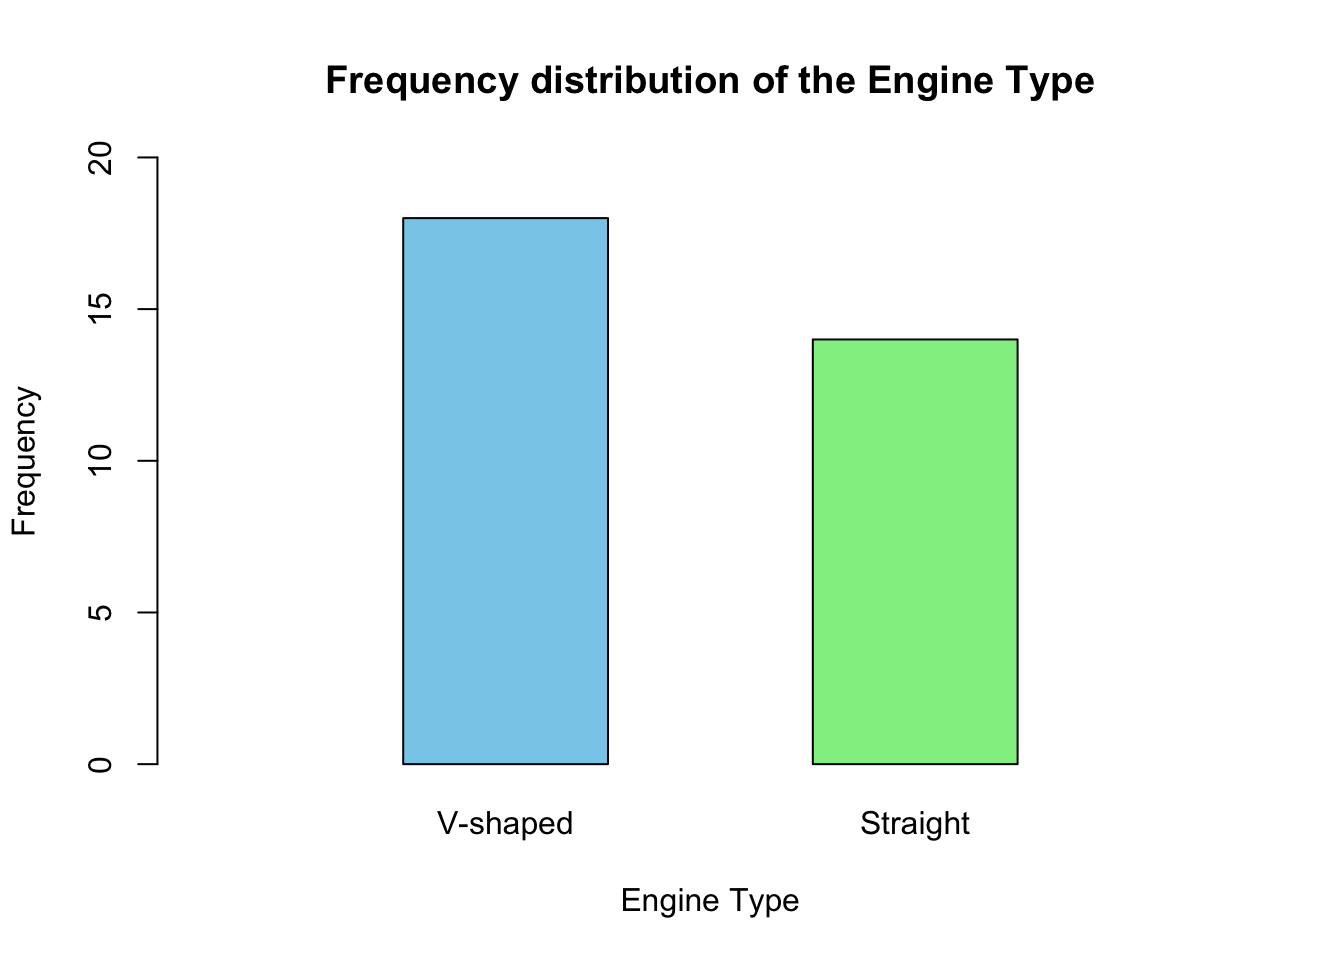 Frequency distribution of the Engine Type
20
15
10
5
0
Frequency
V-shaped
Straight
Engine Type